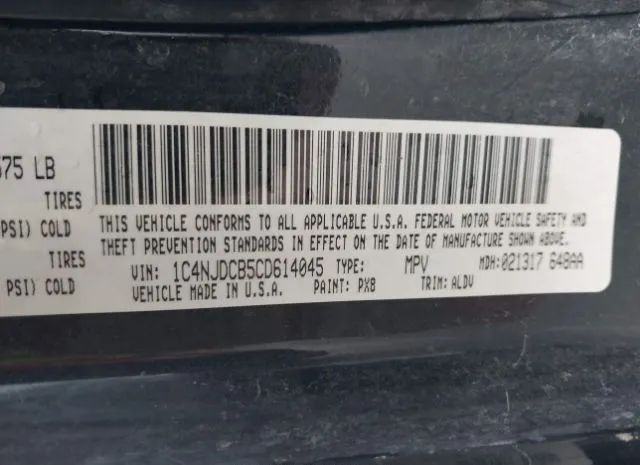 675 LB
TIRES
PSI) COLD
TIRES
PSI) COLD
THIS VEHICLE CONFORMS TO ALL APPLICABLE U.S.A. FEDERAL MOTOR VEHICLE SAFETY AND
THEFT PREVENTION STANDARDS IN EFFECT ON THE DATE OF MANUFACTURE SHOWN ABOVE.
VIN: 1C4NJDCB5CD614045 TYPE: MPV MDH:021317 648AA
VEHICLE MADE IN U.S.A. PAINT: PX8 TRIM: ALDV